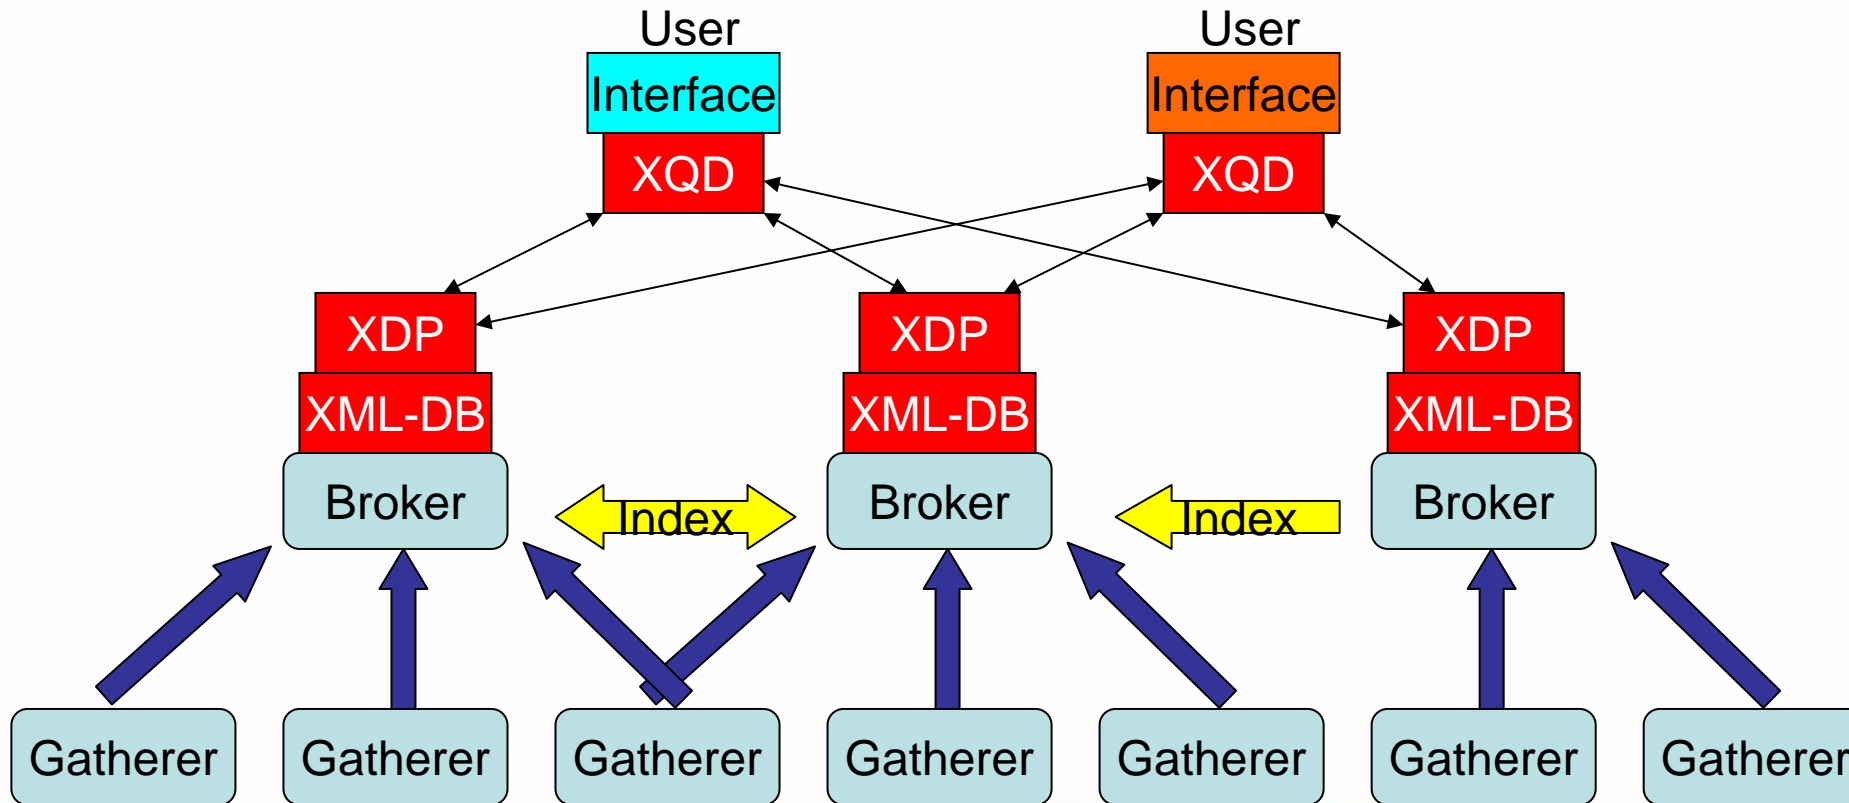 User User
Interface Interface
XQD XQD
XDP XDP XDP
XML-DB XML-DB XML-DB
Broker Index Broker Index Broker
Gatherer Gatherer Gatherer Gatherer Gatherer Gatherer Gatherer